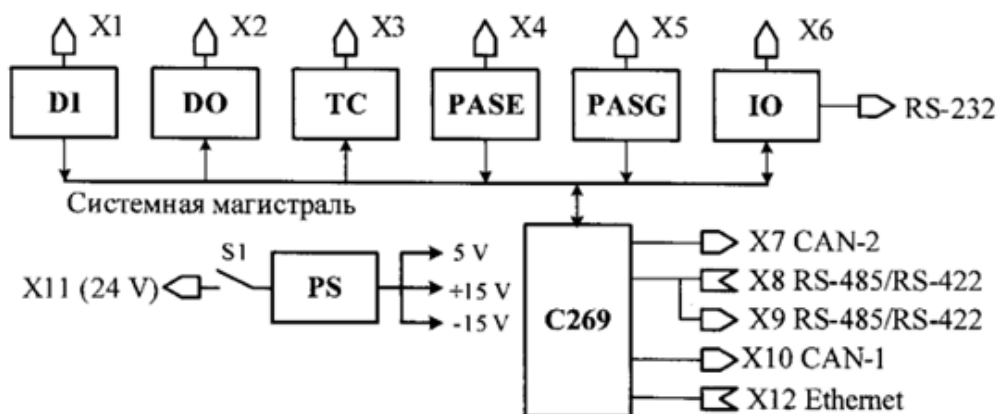 X1 X2 X3 X4 X5 X6
DI DO TC PASE PASG IO RS-232
Системная магистраль
X7 CAN-2
S1 5 V
X8 RS-485/RS-422
X11 (24 V) PS +15 V
C269
X9 RS-485/RS-422
-15 V
X10 CAN-1
X12 Ethernet